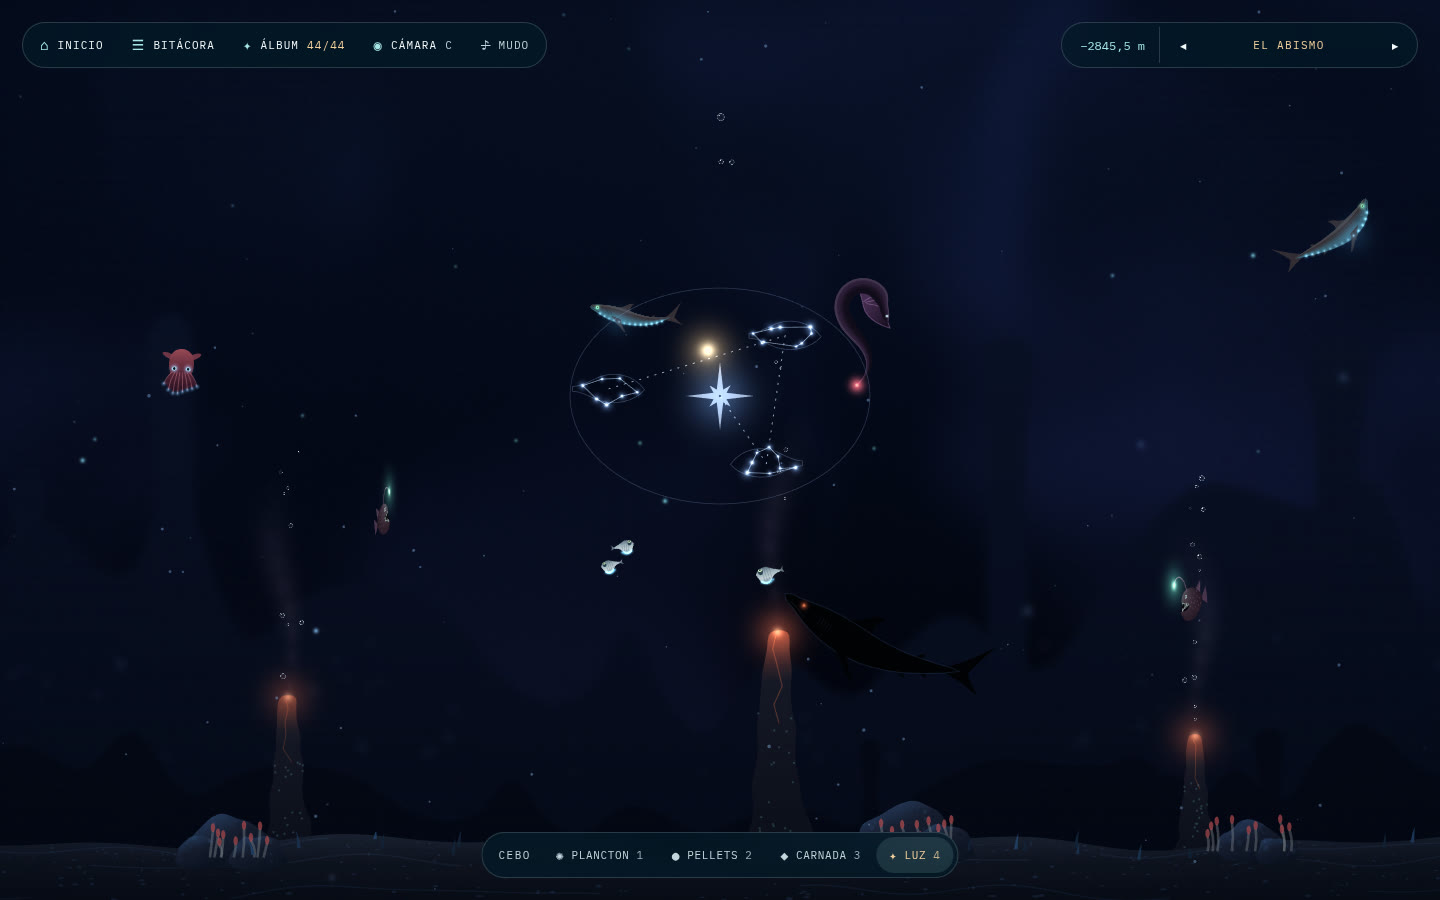 ⌂ INICIO ☰ BITÁCORA ✦ ÁLBUM 44/44 ◉ CÁMARA C MUDO
−2845,5 m ◄ EL ABISMO ►
CEBO ✺ PLANCTON 1 ● PELLETS 2 ◆ CARNADA 3 ✦ LUZ 4